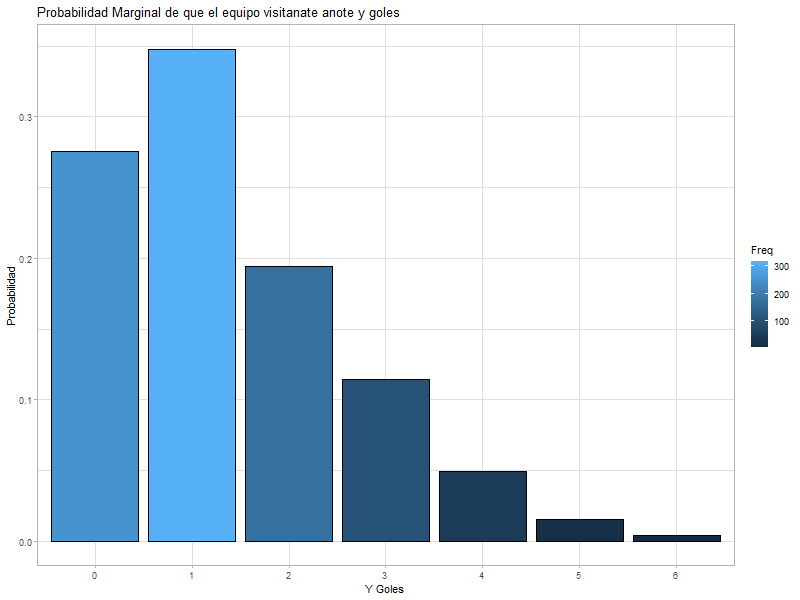 Probabilidad Marginal de que el equipo visitanate anote y goles
Probabilidad
0.3
0.2
0.1
0.0
0 1 2 3 4 5 6
Y Goles
Freq
300
200
100